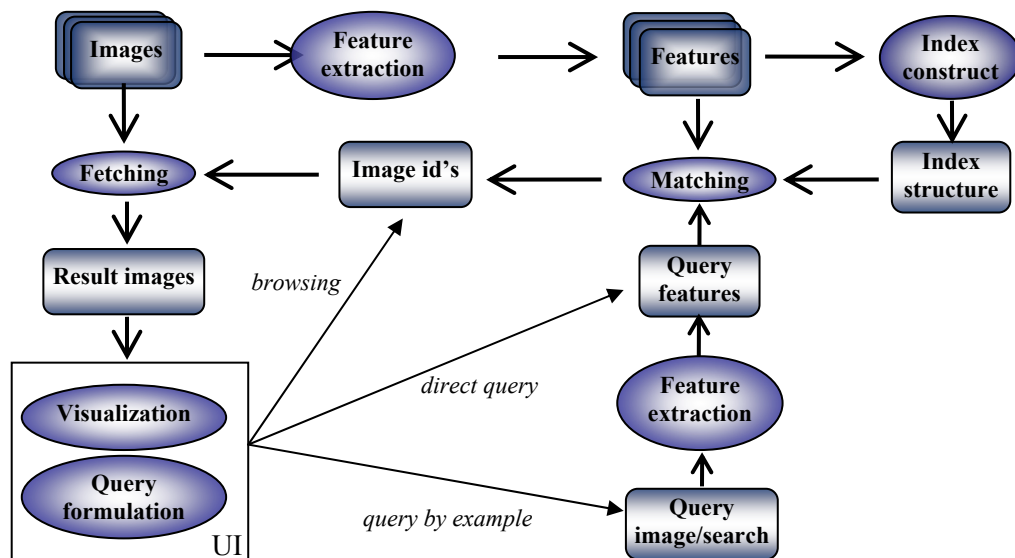 Images
Feature
extraction
Features
Index
construct
Fetching
Image id's
Matching
Index
structure
Result images
browsing
Query
features
direct query
Visualization
Feature
extraction
Query
formulation
query by example
Query
image/search
UI